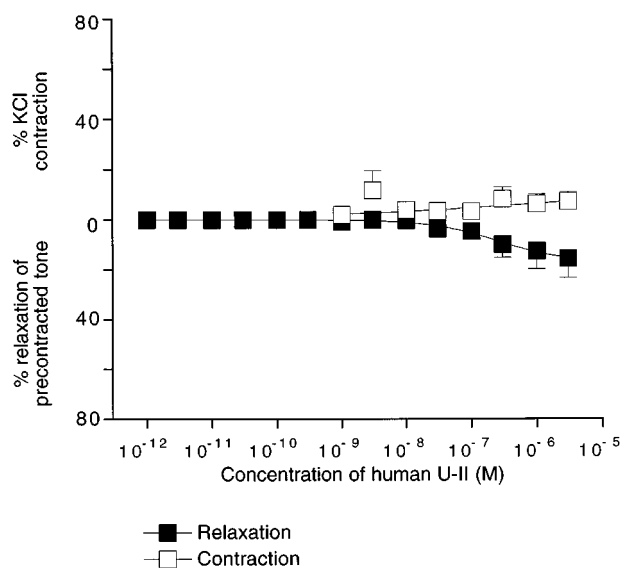 80
40
0
40
80
% KCl
contraction
% relaxation of
precontracted tone
10-12 10-11 10-10 10-9 10-8 10-7 10-6 10-5
Concentration of human U-II (M)
Relaxation
Contraction